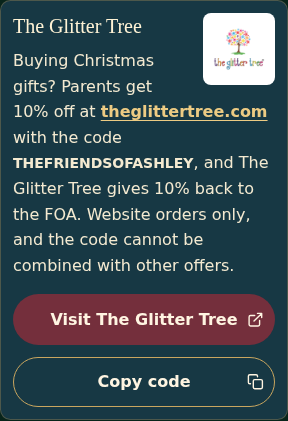 The Glitter Tree
the glitter tree
Buying Christmas
gifts? Parents get
10% off at theglittertree.com
with the code
THEFRIENDSOFASHLEY, and The
Glitter Tree gives 10% back to
the FOA. Website orders only,
and the code cannot be
combined with other offers.
Visit The Glitter Tree
Copy code